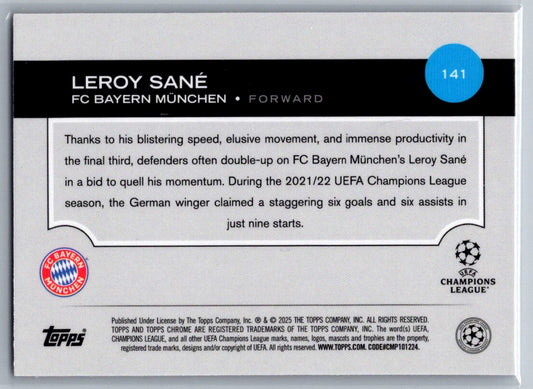 141
LEROY SANÉ
FC BAYERN MÜNCHEN • FORWARD
Thanks to his blistering speed, elusive movement, and immense productivity in
the final third, defenders often double-up on FC Bayern München's Leroy Sané
in a bid to quell his momentum. During the 2021/22 UEFA Champions League
season, the German winger claimed a staggering six goals and six assists in
just nine starts.
FC BAYERN
MÜNCHEN
UEFA
CHAMPIONS
LEAGUE®
Topps
Published Under License by The Topps Company, Inc. ® & © 2025 THE TOPPS COMPANY, INC. ALL RIGHTS RESERVED.
TOPPS AND TOPPS CHROME ARE REGISTERED TRADEMARKS OF THE TOPPS COMPANY, INC. The word(s) UEFA,
CHAMPIONS LEAGUE, and all other UEFA Champions League marks, names, logos, mascots and trophies are the property,
registered trade marks, designs and/or copyright of UEFA. All rights reserved. WWW.TOPPS.COM. CODE#CMP101224.